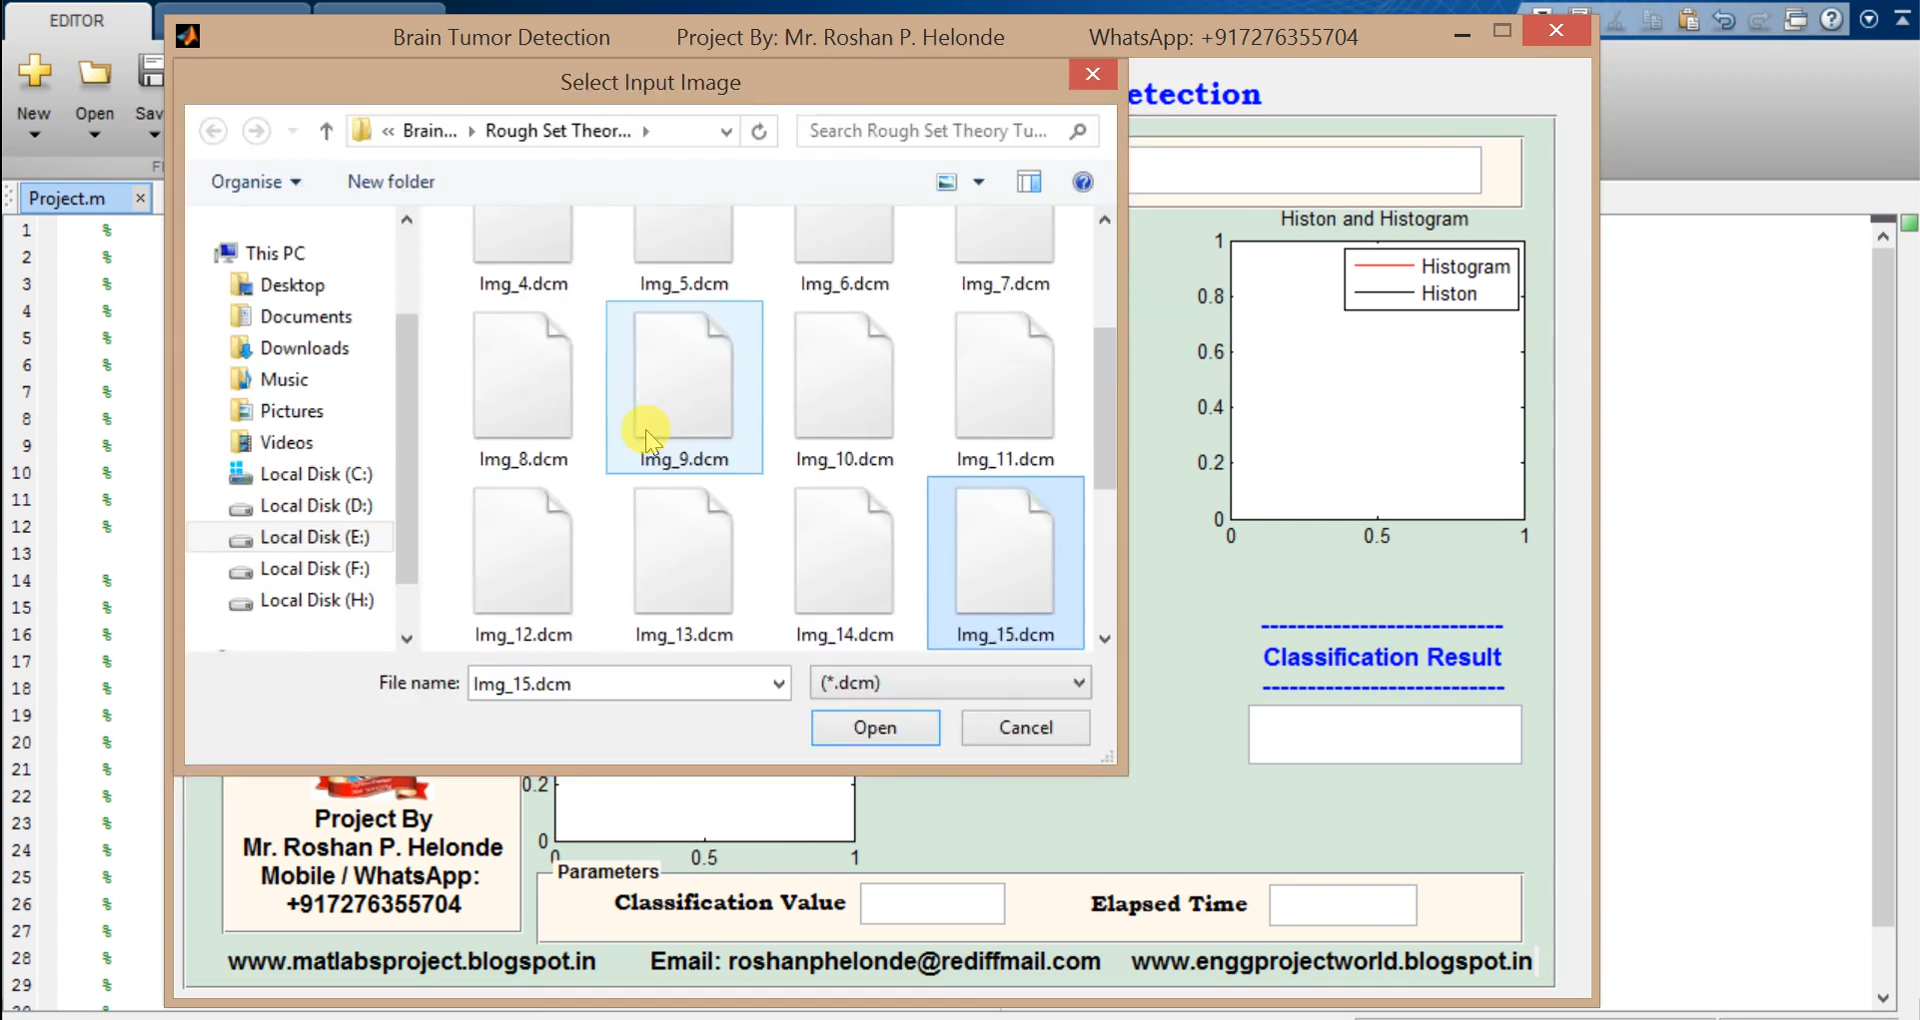 EDITOR
Brain Tumor Detection Project By: Mr. Roshan P. Helonde WhatsApp: +917276355704
New
Open
Sav
Select Input Image
etection
« Brain... Rough Set Theor...
Search Rough Set Theory Tu...
Organise
New folder
Project.m
This PC
Desktop
Documents
Downloads
Music
Pictures
Videos
Local Disk (C:)
Local Disk (D:)
Local Disk (E:)
Local Disk (F:)
Local Disk (H:)
Img_4.dcm
Img_5.dcm
Img_6.dcm
Img_7.dcm
Img_8.dcm
Img_9.dcm
Img_10.dcm
Img_11.dcm
Img_12.dcm
Img_13.dcm
Img_14.dcm
Img_15.dcm
File name: Img_15.dcm
(*.dcm)
Open
Cancel
Histon and Histogram
Histogram
Histon
1
0.8
0.6
0.4
0.2
0
0 0.5 1
---------------------------
Classification Result
---------------------------
0.2
0
0 0.5 1
Project By
Mr. Roshan P. Helonde
Mobile / WhatsApp:
+917276355704
Parameters
Classification Value
Elapsed Time
www.matlabsproject.blogspot.in Email: roshanphelonde@rediffmail.com www.enggprojectworld.blogspot.in
1 %
2 %
3 %
4 %
5 %
6 %
7 %
8 %
9 %
10 %
11 %
12 %
13
14 %
15 %
16 %
17 %
18 %
19 %
20 %
21 %
22 %
23 %
24 %
25 %
26 %
27 %
28 %
29 %